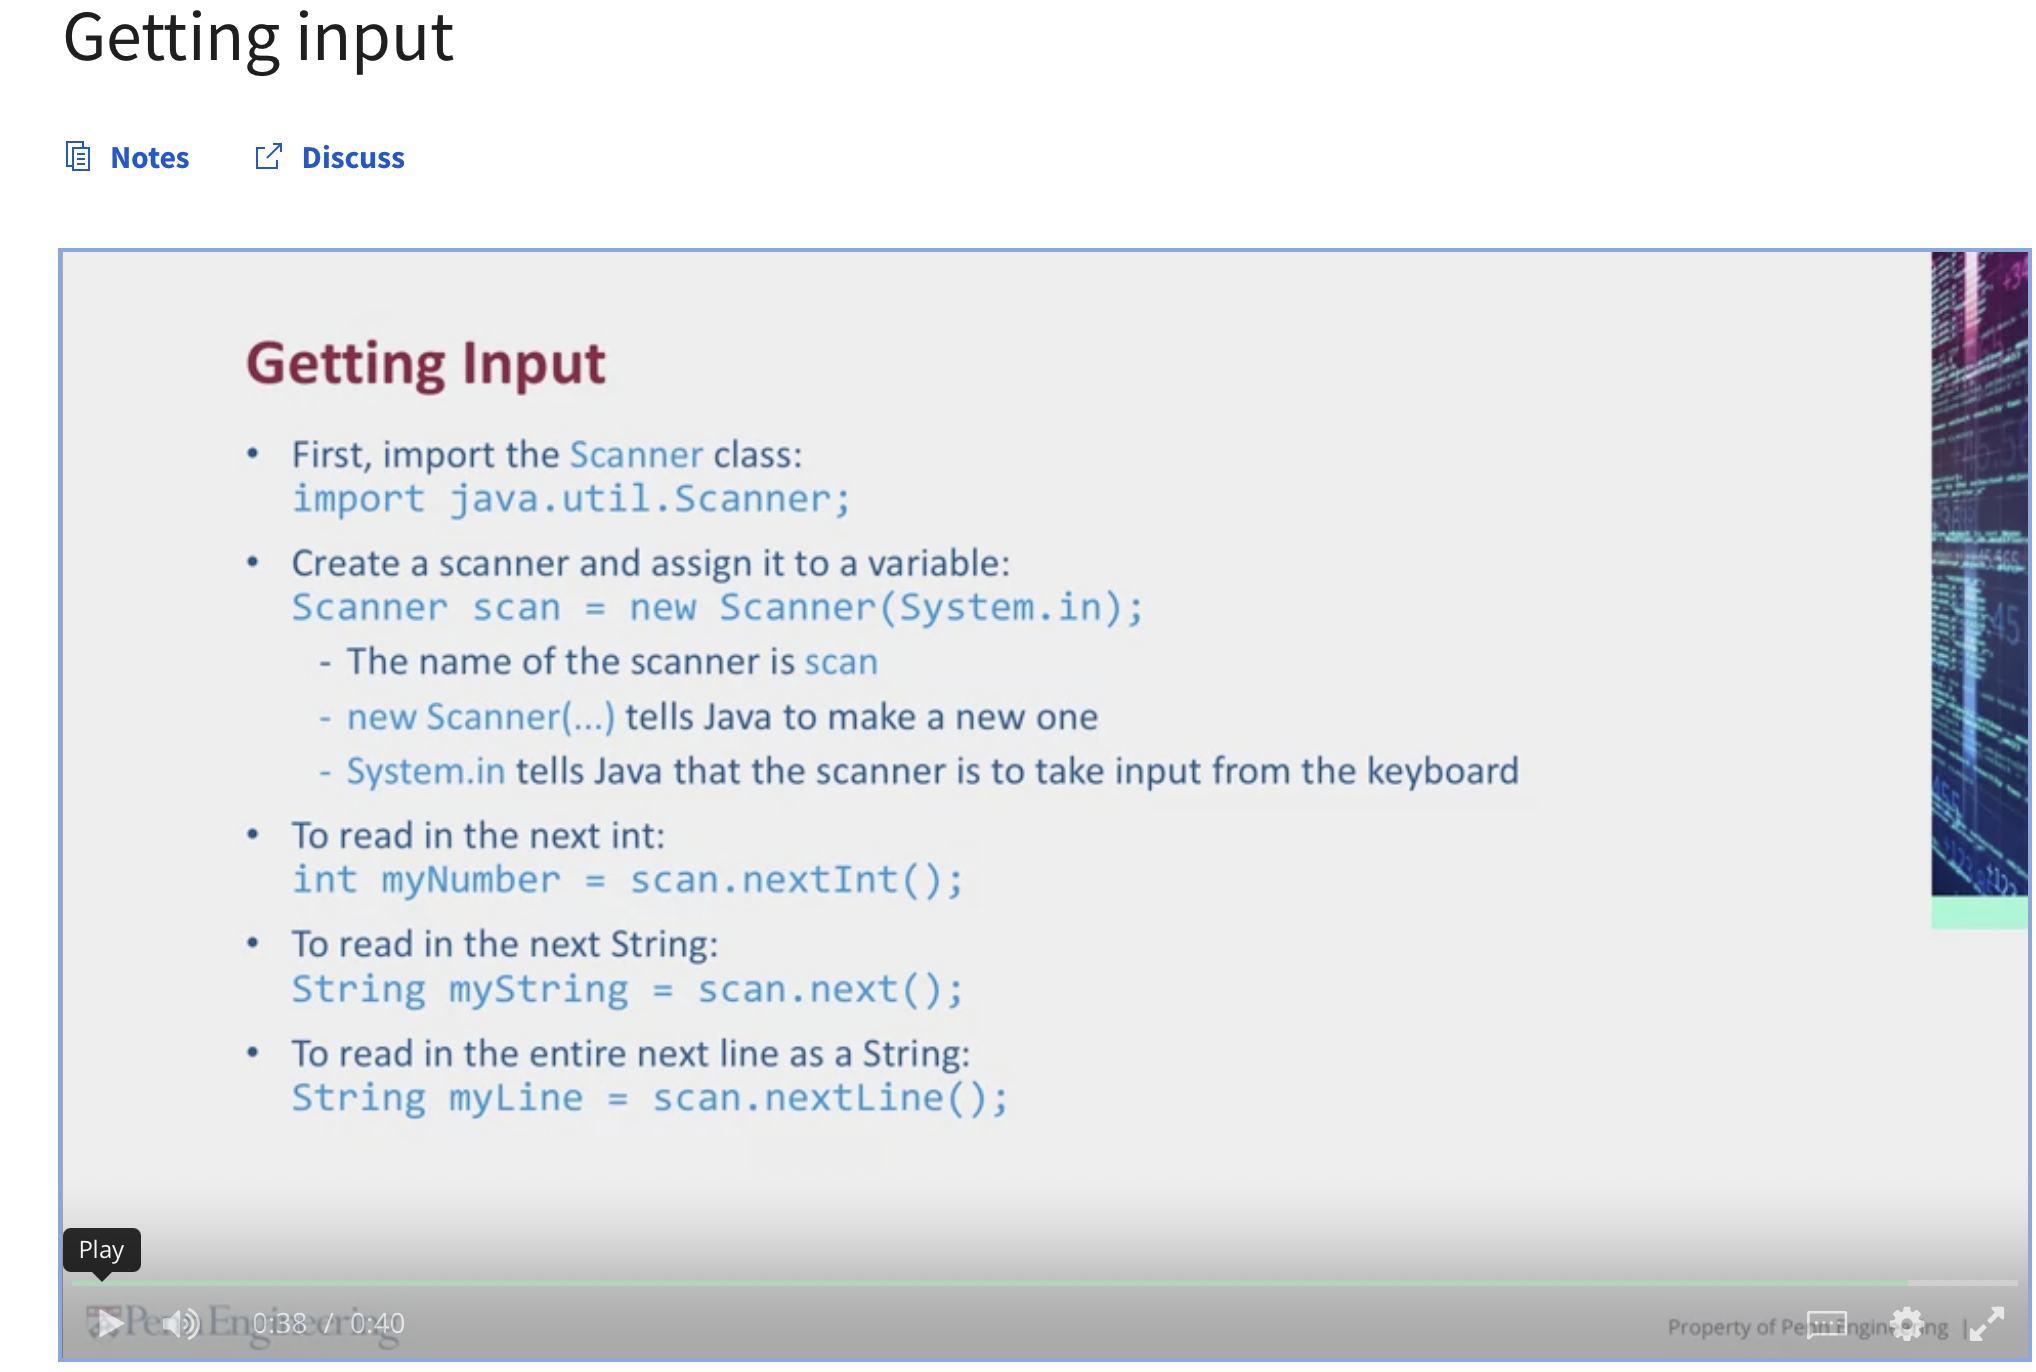 Getting input
Notes
Discuss
Getting Input
• First, import the Scanner class:
import java.util.Scanner;
• Create a scanner and assign it to a variable:
Scanner scan = new Scanner(System.in);
- The name of the scanner is scan
- new Scanner(...) tells Java to make a new one
- System.in tells Java that the scanner is to take input from the keyboard
• To read in the next int:
int myNumber = scan.nextInt();
• To read in the next String:
String myString = scan.next();
• To read in the entire next line as a String:
String myLine = scan.nextLine();
Play
Penn Engineering
0:38 / 0:40
Property of Penn Engineering |